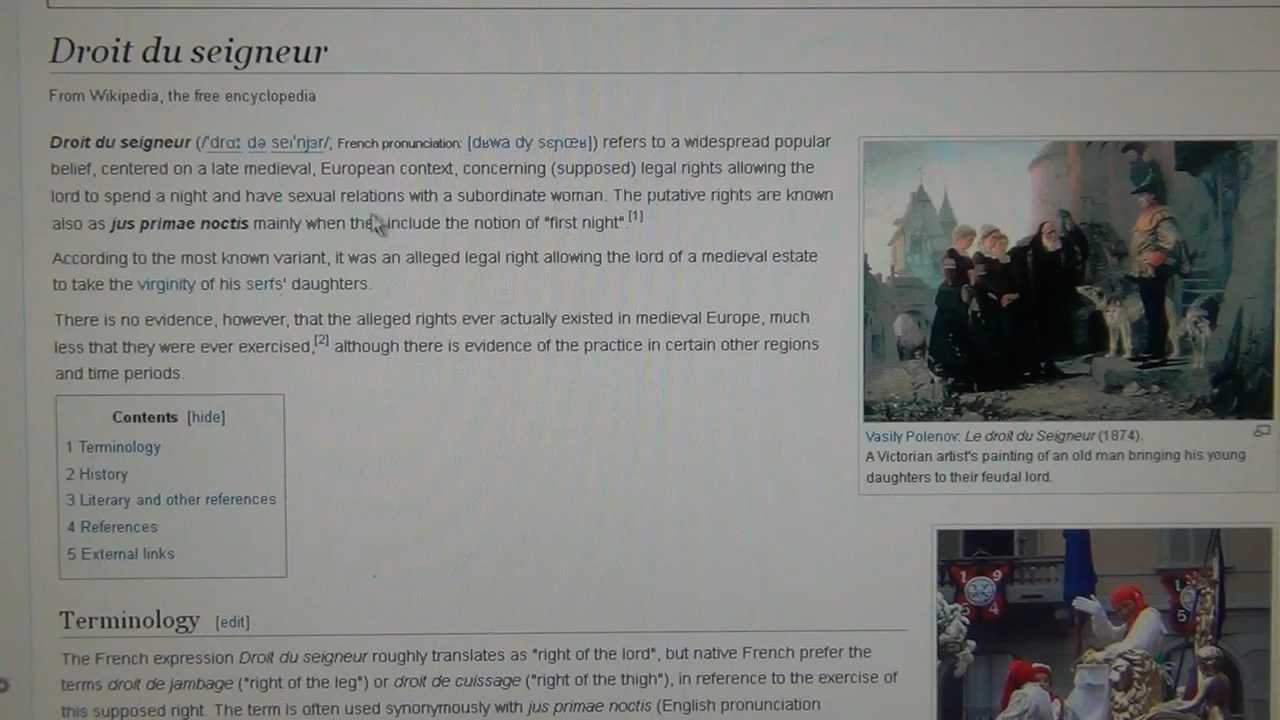 Droit du seigneur
From Wikipedia, the free encyclopedia
Droit du seigneur (/ˈdrɑː də seɪˈnjər/; French pronunciation: [dʁwa dy sɛɲœʁ]) refers to a widespread popular
belief, centered on a late medieval, European context, concerning (supposed) legal rights allowing the
lord to spend a night and have sexual relations with a subordinate woman. The putative rights are known
also as jus primae noctis mainly when the include the notion of "first night".[1]
According to the most known variant, it was an alleged legal right allowing the lord of a medieval estate
to take the virginity of his serfs' daughters.
There is no evidence, however, that the alleged rights ever actually existed in medieval Europe, much
less that they were ever exercised,[2] although there is evidence of the practice in certain other regions
and time periods.
Contents [hide]
1 Terminology
2 History
3 Literary and other references
4 References
5 External links
Vasily Polenov: Le droit du Seigneur (1874).
A Victorian artist's painting of an old man bringing his young
daughters to their feudal lord.
1 9
5 4
1
5
Terminology [edit]
The French expression Droit du seigneur roughly translates as "right of the lord", but native French prefer the
terms droit de jambage ("right of the leg") or droit de cuissage ("right of the thigh"), in reference to the exercise of
this supposed right. The term is often used synonymously with jus primae noctis (English pronunciation